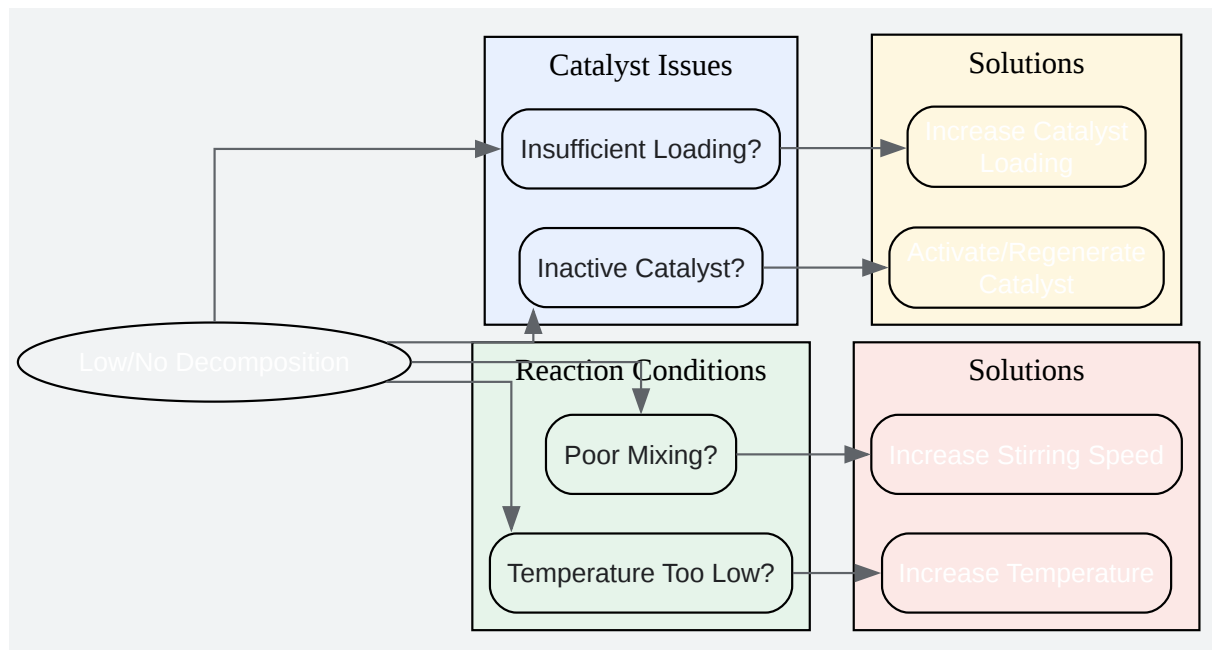 Catalyst Issues
Insufficient Loading?
Inactive Catalyst?
Solutions
Increase Catalyst
Loading
Activate/Regenerate
Catalyst
Low/No Decomposition
Reaction Conditions
Poor Mixing?
Temperature Too Low?
Solutions
Increase Stirring Speed
Increase Temperature